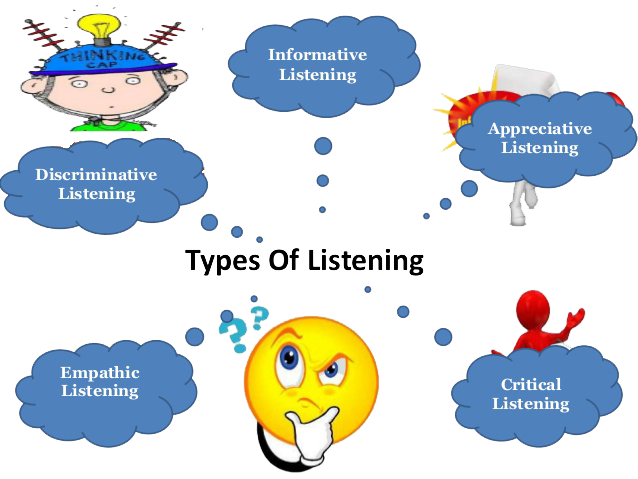 THINKING
CAP
Informative
Listening
Appreciative
Listening
Discriminative
Listening
Types Of Listening
? ?
Empathic
Listening
Critical
Listening